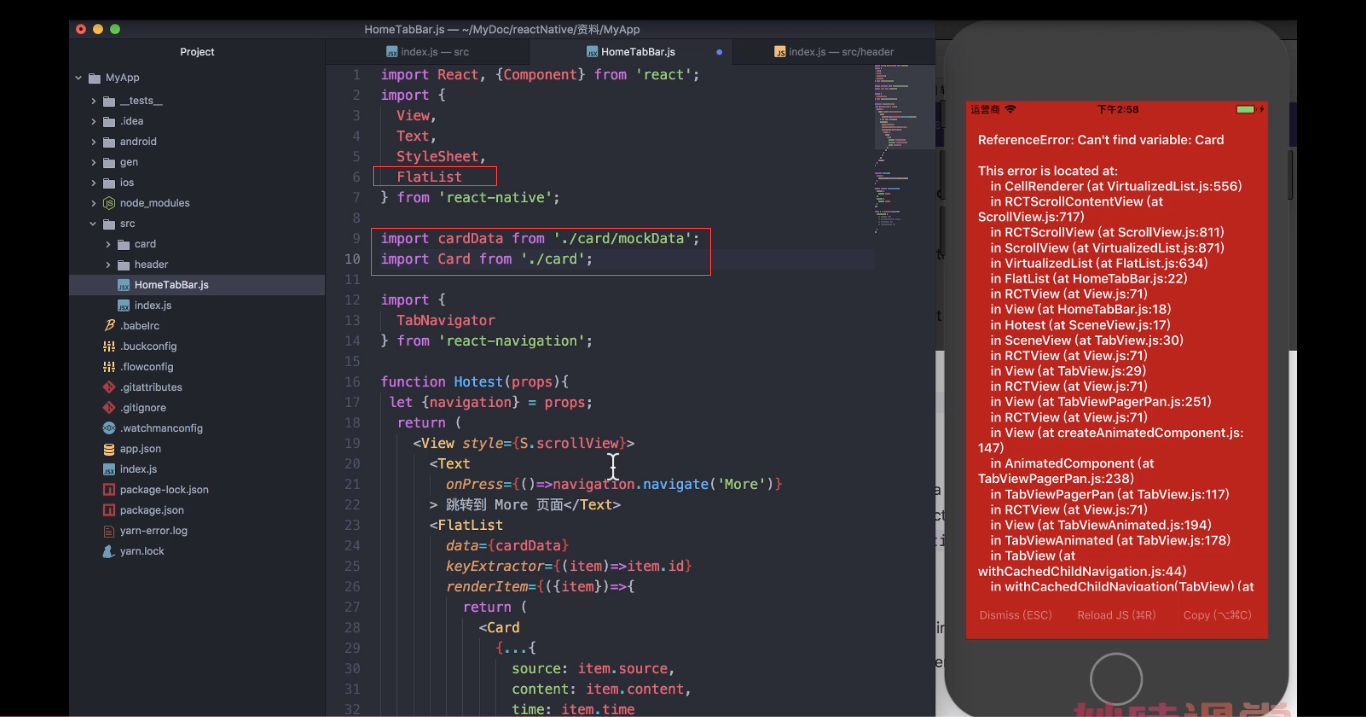 HomeTabBar.js — ~/MyDoc/reactNative/资料/MyApp
Project
index.js — src
HomeTabBar.js
index.js — src/header
MyApp
__tests__
.idea
android
gen
ios
node_modules
src
card
header
HomeTabBar.js
index.js
.babelrc
.buckconfig
.flowconfig
.gitattributes
.gitignore
.watchmanconfig
app.json
index.js
package-lock.json
package.json
yarn-error.log
yarn.lock
1 import React, {Component} from 'react';
2 import {
3 View,
4 Text,
5 StyleSheet,
6 FlatList
7 } from 'react-native';
8
9 import cardData from './card/mockData';
10 import Card from './card';
11
12 import {
13 TabNavigator
14 } from 'react-navigation';
15
16 function Hotest(props){
17 let {navigation} = props;
18 return (
19 <View style={S.scrollView}>
20 <Text
21 onPress={()=>navigation.navigate('More')}
22 > 跳转到 More 页面</Text>
23 <FlatList
24 data={cardData}
25 keyExtractor={(item)=>item.id}
26 renderItem={({item})=>{
27 return (
28 <Card
29 {...{
30 source: item.source,
31 content: item.content,
32 time: item.time
运营商
下午2:58
ReferenceError: Can't find variable: Card
This error is located at:
in CellRenderer (at VirtualizedList.js:556)
in RCTScrollContentView (at
ScrollView.js:717)
in RCTScrollView (at ScrollView.js:811)
in ScrollView (at VirtualizedList.js:871)
in VirtualizedList (at FlatList.js:634)
in FlatList (at HomeTabBar.js:22)
in RCTView (at View.js:71)
in View (at HomeTabBar.js:18)
in Hotest (at SceneView.js:17)
in SceneView (at TabView.js:30)
in RCTView (at View.js:71)
in View (at TabView.js:29)
in RCTView (at View.js:71)
in View (at TabViewPagerPan.js:251)
in RCTView (at View.js:71)
in View (at createAnimatedComponent.js:
147)
in AnimatedComponent (at
TabViewPagerPan.js:238)
in TabViewPagerPan (at TabView.js:117)
in RCTView (at View.js:71)
in View (at TabViewAnimated.js:194)
in TabViewAnimated (at TabView.js:178)
in TabView (at
withCachedChildNavigation.js:44)
in withCachedChildNavigation(TabView) (at
Dismiss (ESC)
Reload JS (⌘R)
Copy (⌥⌘C)